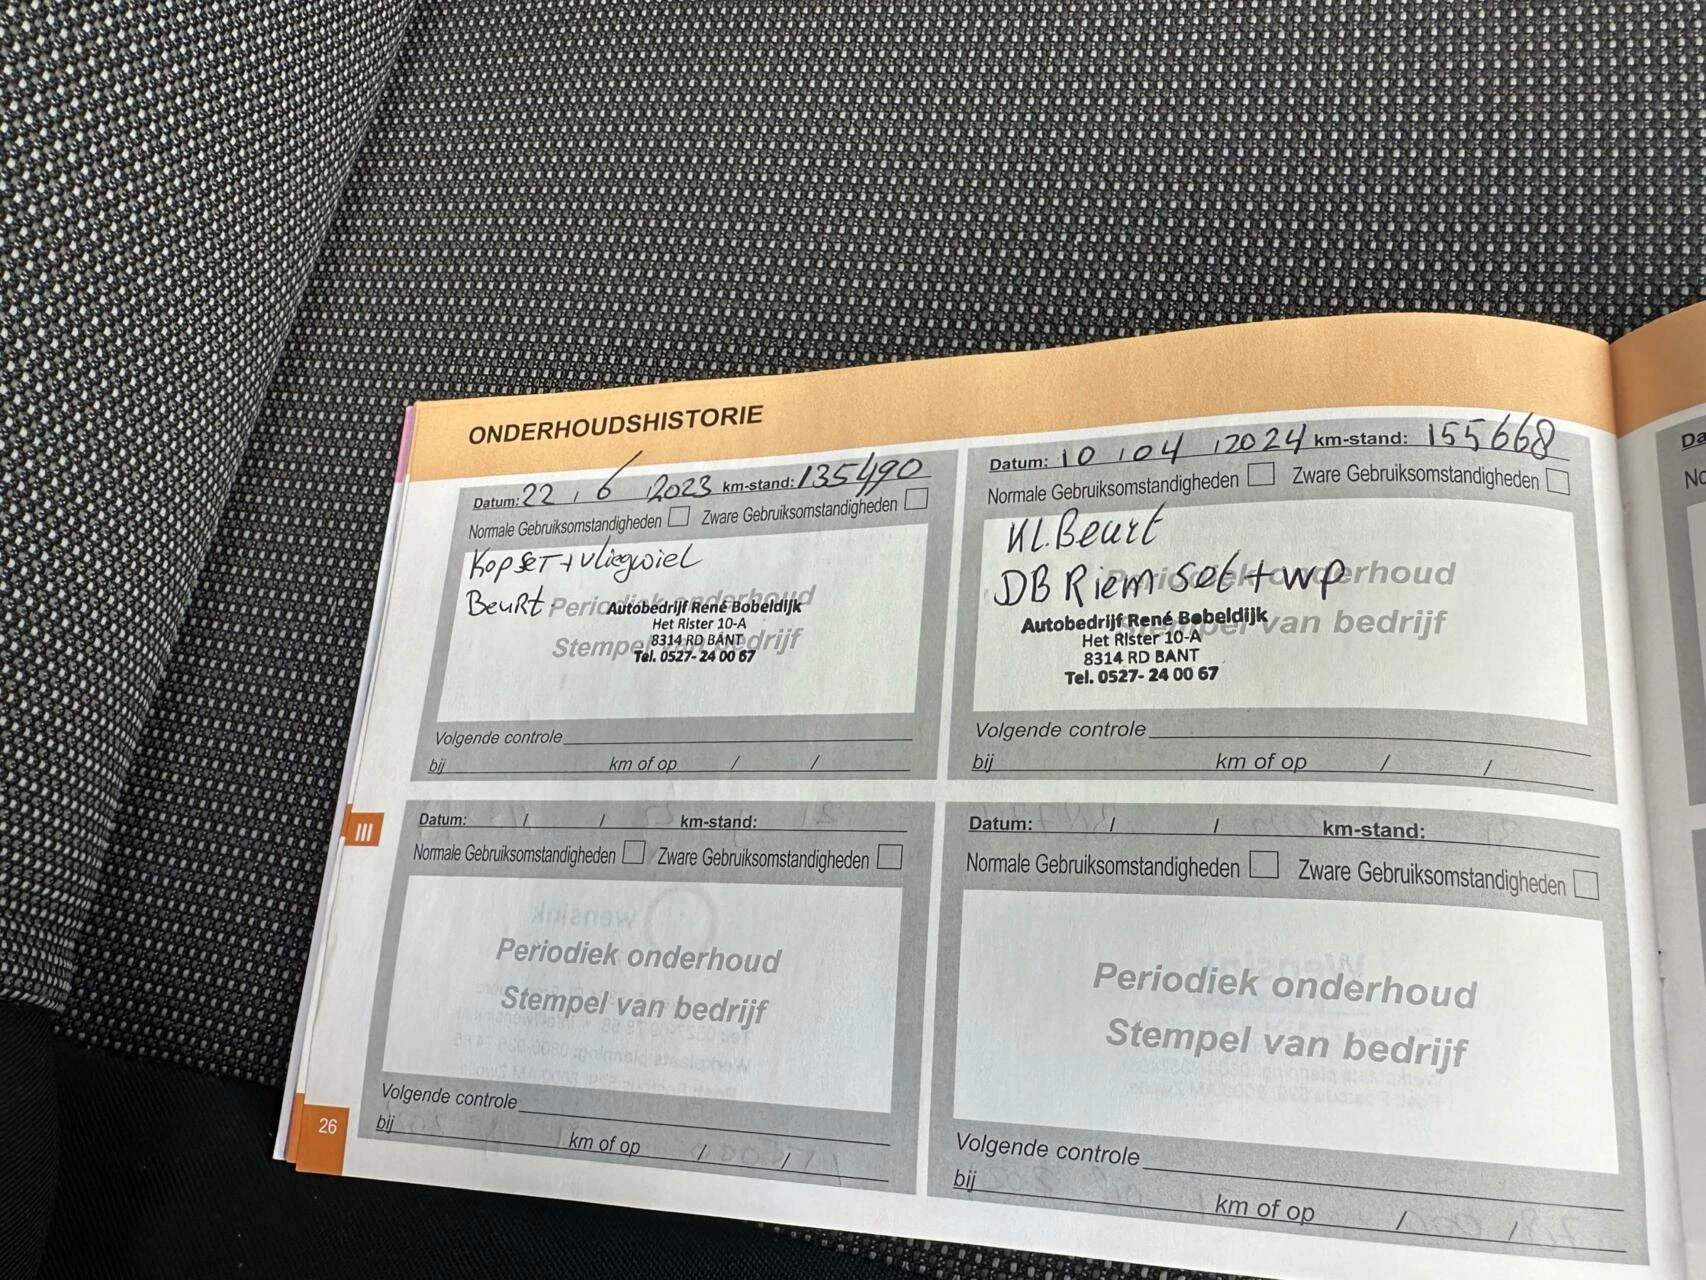 ONDERHOUDSHISTORIE
Datum: 22 / 6 / 2023 km-stand: 135490
Normale Gebruiksomstandigheden Zware Gebruiksomstandigheden
Kopset + vliegwiel
Beurt
Periodiek onderhoud
Stempel van bedrijf
Autobedrijf René Bobeldijk
Het Rister 10-A
8314 RD BANT
Tel. 0527- 24 00 67
Volgende controle
bij km of op / /
Datum: 10 / 04 / 2024 km-stand: 155668
Normale Gebruiksomstandigheden Zware Gebruiksomstandigheden
Kl. Beurt
DB Riem set + wp
Periodiek onderhoud
Stempel van bedrijf
Autobedrijf René Bobeldijk
Het Rister 10-A
8314 RD BANT
Tel. 0527- 24 00 67
Volgende controle
bij km of op / /
III
Datum: / / km-stand:
Normale Gebruiksomstandigheden Zware Gebruiksomstandigheden
Periodiek onderhoud
Stempel van bedrijf
Volgende controle
bij km of op / /
Datum: / / km-stand:
Normale Gebruiksomstandigheden Zware Gebruiksomstandigheden
Periodiek onderhoud
Stempel van bedrijf
Volgende controle
bij km of op / /
26
Da
No